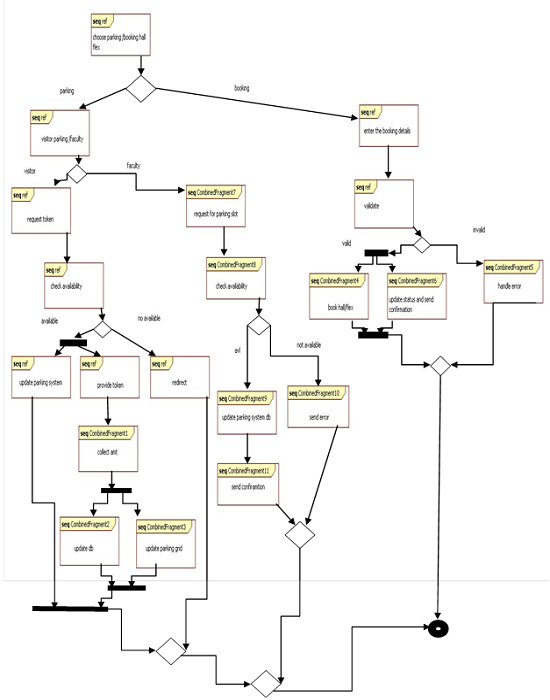 seq ref
choose parking /booking hall
flex
parking
booking
seq ref
visitor parking /faculty
seq ref
enter the booking details
visitor
faculty
seq ref
request token
seq CombinedFragment7
request for parking slot
seq ref
validate
valid
invalid
seq ref
check availability
seq CombinedFragment8
check availability
seq CombinedFragment4
book hall/flex
seq CombinedFragment6
update status and send
confirmation
seq CombinedFragment5
handle error
available
no available
avl
not available
seq ref
update parking system
seq ref
provide token
seq ref
redirect
seq CombinedFragment9
update parking system db
seq CombinedFragment10
send error
seq CombinedFragment1
collect amt
seq CombinedFragment11
send confirantion
seq CombinedFragment2
update db
seq CombinedFragment3
update parking grid